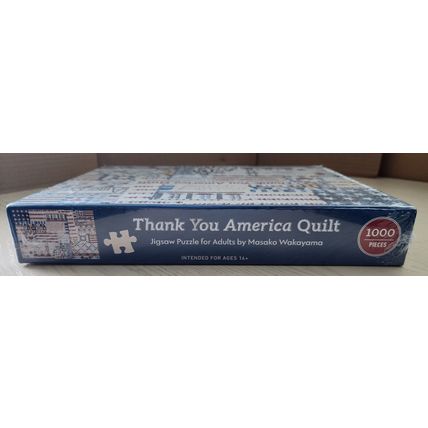 Thank You America Quilt
Jigsaw Puzzle for Adults by Masako Wakayama
INTENDED FOR AGES 14+
1000
PIECES